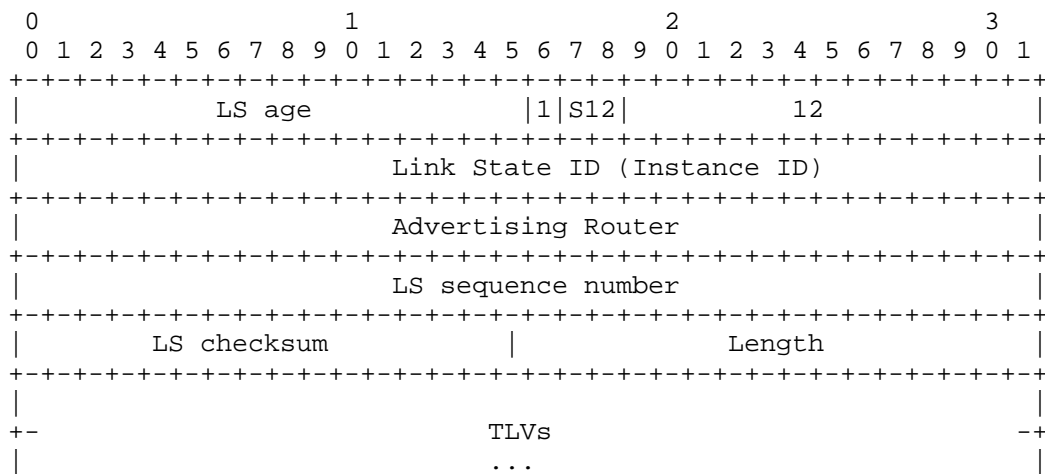 0                   1                   2                   3
 0 1 2 3 4 5 6 7 8 9 0 1 2 3 4 5 6 7 8 9 0 1 2 3 4 5 6 7 8 9 0 1
+-+-+-+-+-+-+-+-+-+-+-+-+-+-+-+-+-+-+-+-+-+-+-+-+-+-+-+-+-+-+-+-+
|            LS age             |1|S12|          12             |
+-+-+-+-+-+-+-+-+-+-+-+-+-+-+-+-+-+-+-+-+-+-+-+-+-+-+-+-+-+-+-+-+
|                       Link State ID (Instance ID)             |
+-+-+-+-+-+-+-+-+-+-+-+-+-+-+-+-+-+-+-+-+-+-+-+-+-+-+-+-+-+-+-+-+
|                       Advertising Router                      |
+-+-+-+-+-+-+-+-+-+-+-+-+-+-+-+-+-+-+-+-+-+-+-+-+-+-+-+-+-+-+-+-+
|                       LS sequence number                      |
+-+-+-+-+-+-+-+-+-+-+-+-+-+-+-+-+-+-+-+-+-+-+-+-+-+-+-+-+-+-+-+-+
|        LS checksum           |             Length             |
+-+-+-+-+-+-+-+-+-+-+-+-+-+-+-+-+-+-+-+-+-+-+-+-+-+-+-+-+-+-+-+-+
|                                                               |
+-                            TLVs                             -+
|                             ...                               |